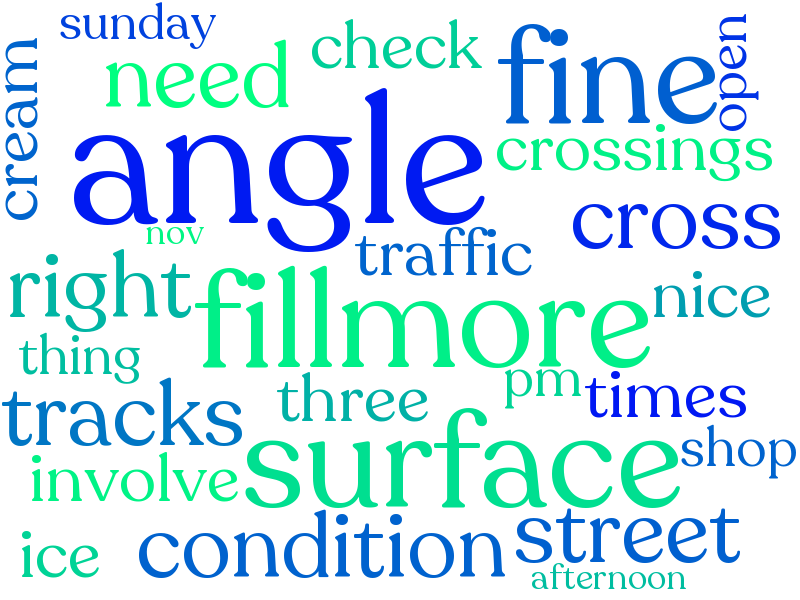 sunday
check
fine
open
cream
need
angle
crossings
cross
nov
traffic
right
fillmore
nice
thing
pm
times
tracks
three
surface
shop
involve
street
condition
ice
afternoon